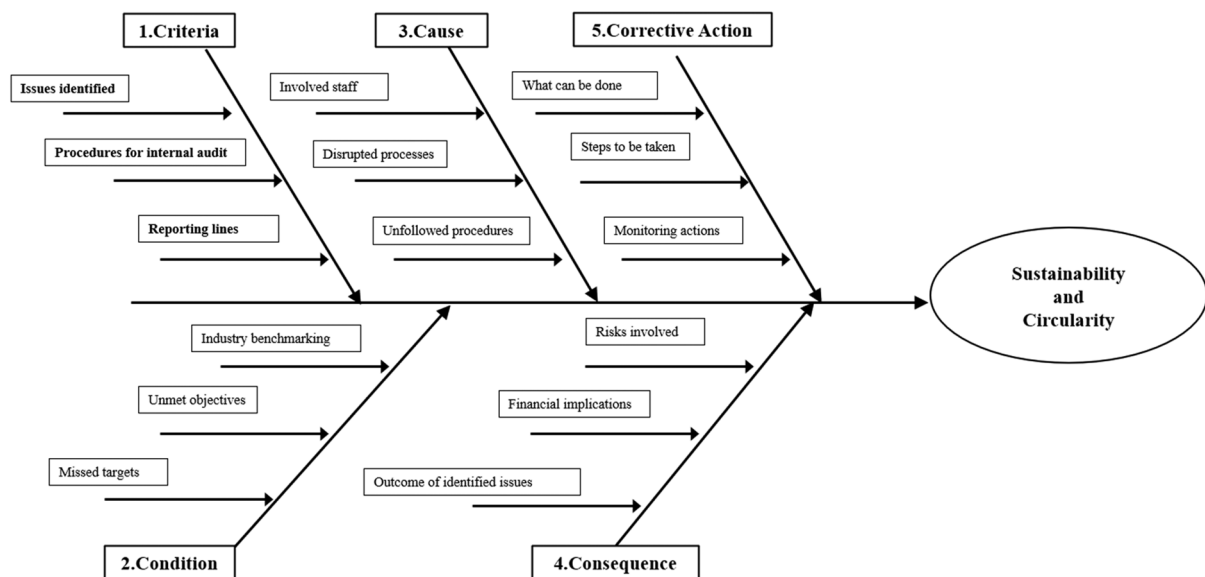 1.Criteria
3.Cause
5.Corrective Action
Issues identified
Involved staff
What can be done
Procedures for internal audit
Disrupted processes
Steps to be taken
Reporting lines
Unfollowed procedures
Monitoring actions
Sustainability
and
Circularity
Industry benchmarking
Risks involved
Unmet objectives
Financial implications
Missed targets
Outcome of identified issues
2.Condition
4.Consequence